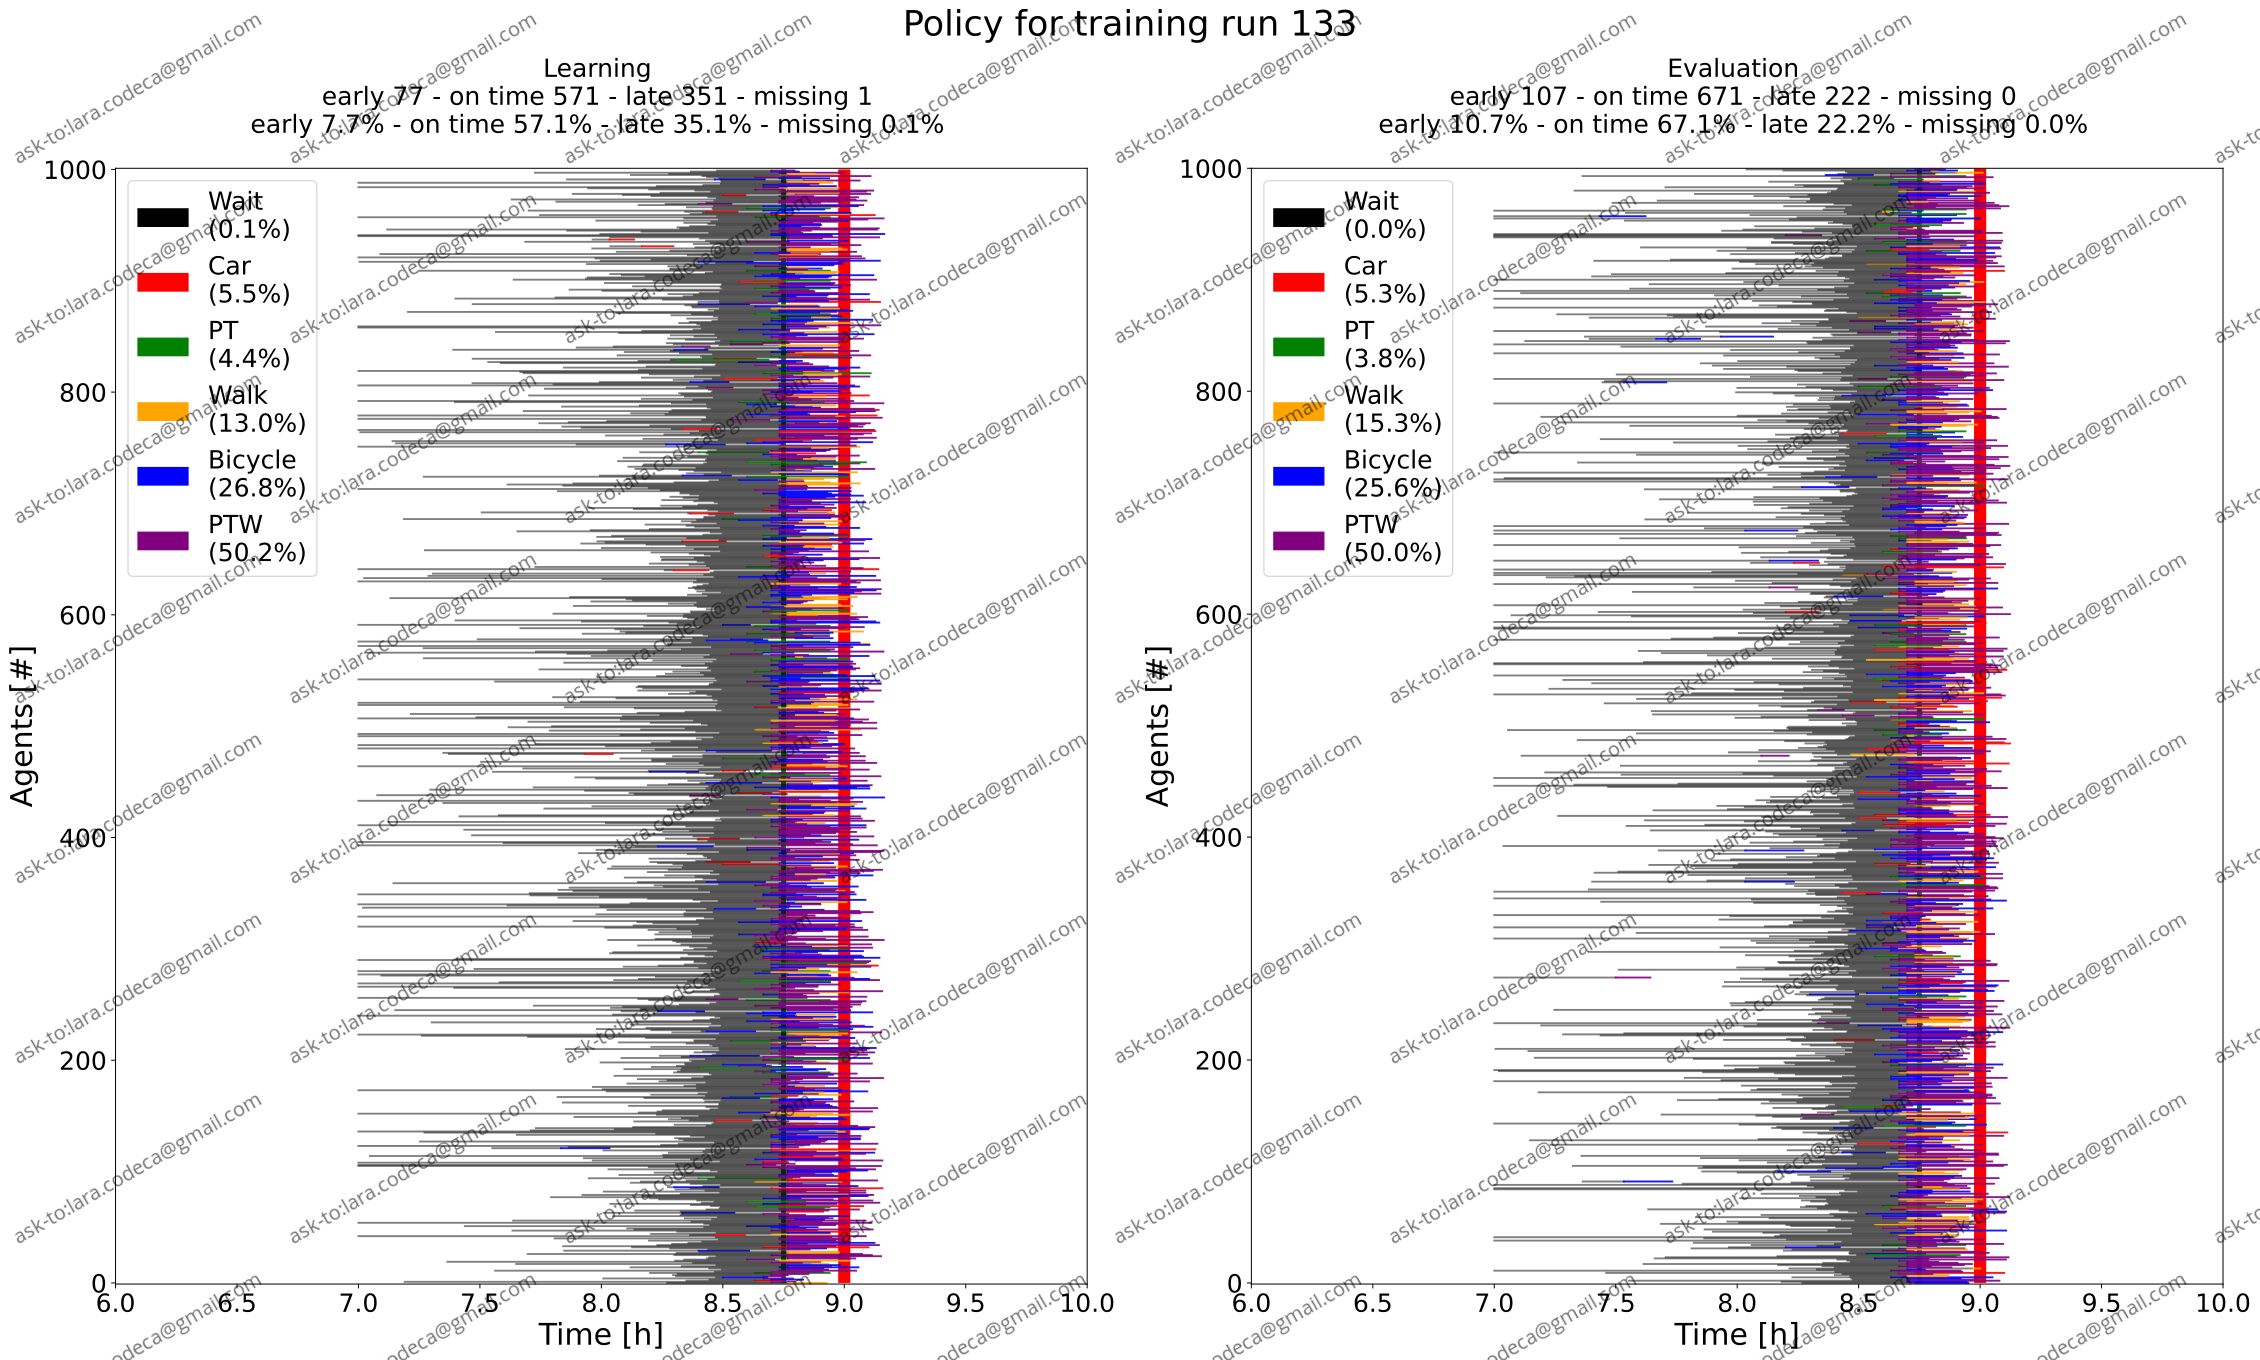 Policy for training run 133
Learning
early 77 - on time 571 - late 351 - missing 1
early 7.7% - on time 57.1% - late 35.1% - missing 0.1%
1000
800
600
400
200
0
Agents [#]
Wait
(0.1%)
Car
(5.5%)
PT
(4.4%)
Walk
(13.0%)
Bicycle
(26.8%)
PTW
(50.2%)
6.0 6.5 7.0 7.5 8.0 8.5 9.0 9.5 10.0
Time [h]
Evaluation
early 107 - on time 671 - late 222 - missing 0
early 10.7% - on time 67.1% - late 22.2% - missing 0.0%
1000
800
600
400
200
0
Agents [#]
Wait
(0.0%)
Car
(5.3%)
PT
(3.8%)
Walk
(15.3%)
Bicycle
(25.6%)
PTW
(50.0%)
6.0 6.5 7.0 7.5 8.0 8.5 9.0 9.5 10.0
Time [h]
ask-to:lara.codeca@gmail.com